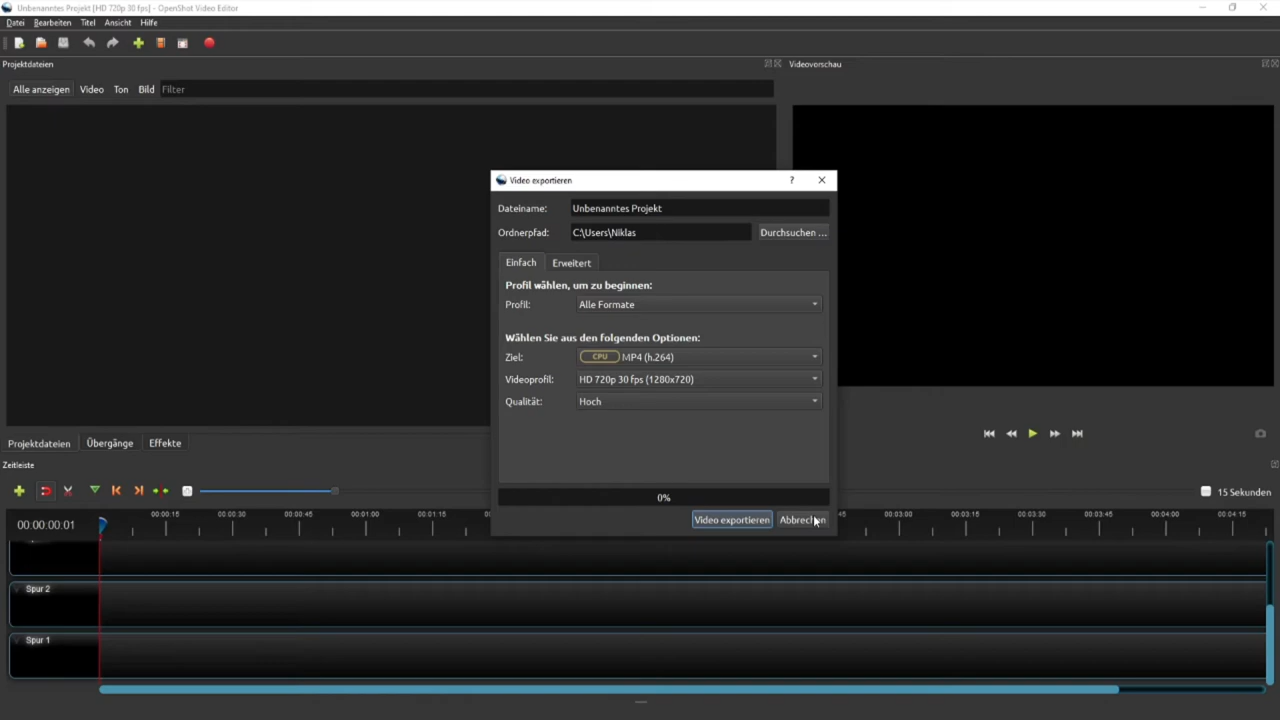 Unbenanntes Projekt [HD 720p 30 fps] - OpenShot Video Editor
Datei Bearbeiten Titel Ansicht Hilfe
Projektdateien
Videovorschau
Alle anzeigen Video Ton Bild Filter
Video exportieren
Dateiname: Unbenanntes Projekt
Ordnerpfad: C:\Users\Niklas Durchsuchen ...
Einfach Erweitert
Profil wählen, um zu beginnen:
Profil: Alle Formate
Wählen Sie aus den folgenden Optionen:
Ziel: CPU MP4 (h.264)
Videoprofil: HD 720p 30 fps (1280x720)
Qualität: Hoch
0%
Video exportieren Abbrechen
Projektdateien Übergänge Effekte
Zeitleiste
15 Sekunden
00:00:00:01
00:00:15 00:00:30 00:00:45 00:01:00 00:01:15 00:03:00 00:03:15 00:03:30 00:03:45 00:04:00 00:04:15
Spur 2
Spur 1